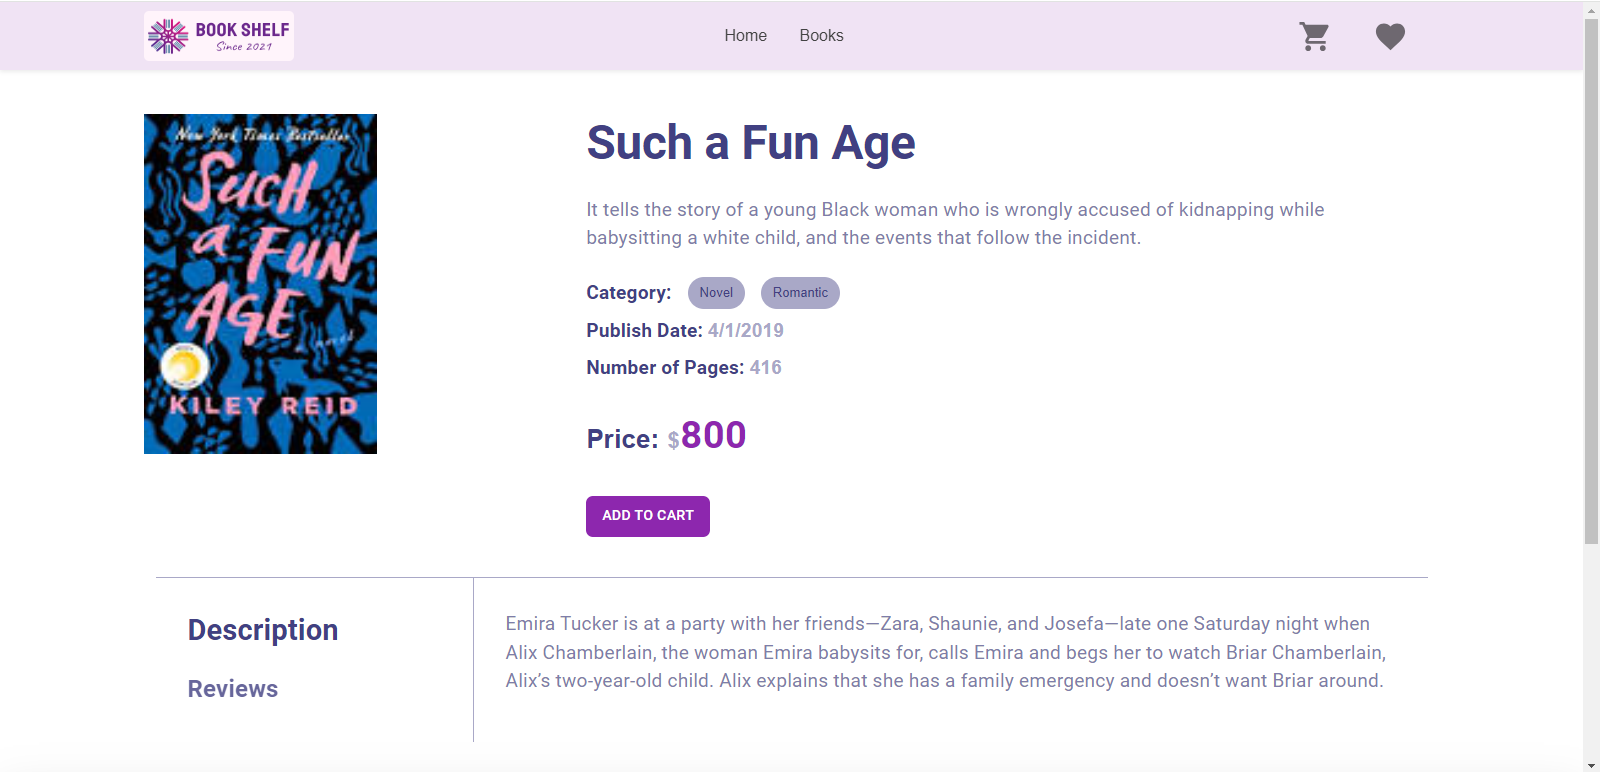 BOOK SHELF
Since 2021
Home
Books
New York Times Bestseller
SUCH
a FUN
AGE
a novel
KILEY REID
Such a Fun Age
It tells the story of a young Black woman who is wrongly accused of kidnapping while
babysitting a white child, and the events that follow the incident.
Category: Novel Romantic
Publish Date: 4/1/2019
Number of Pages: 416
Price: $800
ADD TO CART
Description
Reviews
Emira Tucker is at a party with her friends—Zara, Shaunie, and Josefa—late one Saturday night when
Alix Chamberlain, the woman Emira babysits for, calls Emira and begs her to watch Briar Chamberlain,
Alix’s two-year-old child. Alix explains that she has a family emergency and doesn’t want Briar around.